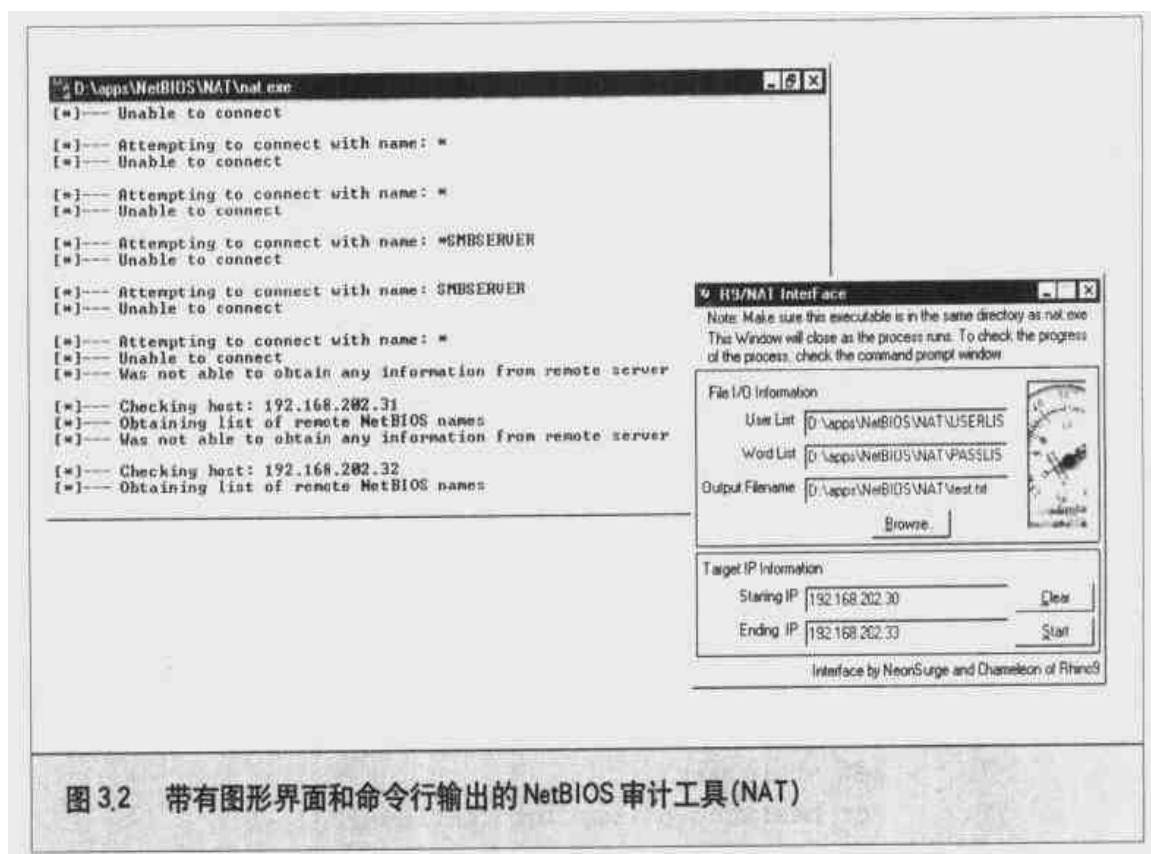 D:\apps\NetBIOS\NAT\nat.exe
[*]--- Unable to connect
[*]--- Attempting to connect with name: *
[*]--- Unable to connect
[*]--- Attempting to connect with name: *
[*]--- Unable to connect
[*]--- Attempting to connect with name: *SMBSERVER
[*]--- Unable to connect
[*]--- Attempting to connect with name: SMBSERVER
[*]--- Unable to connect
[*]--- Attempting to connect with name: *
[*]--- Unable to connect
[*]--- Was not able to obtain any information from remote server
[*]--- Checking host: 192.168.202.31
[*]--- Obtaining list of remote NetBIOS names
[*]--- Was not able to obtain any information from remote server
[*]--- Checking host: 192.168.202.32
[*]--- Obtaining list of remote NetBIOS names
R9/NAT InterFace
Note: Make sure this executable is in the same directory as nat.exe
This Window will close as the process runs. To check the progress
of the process, check the command prompt window
File I/O Information
User List D:\apps\NetBIOS\NAT\USERLIS
Word List D:\apps\NetBIOS\NAT\PASSLIS
Output Filename D:\apps\NetBIOS\NAT\test.txt
Browse
Target IP Information
Staring IP 192.168.202.30 Clear
Ending IP 192.168.202.33 Start
Interface by NeonSurge and Chameleon of Rhino9
图 3.2 带有图形界面和命令行输出的 NetBIOS 审计工具(NAT)